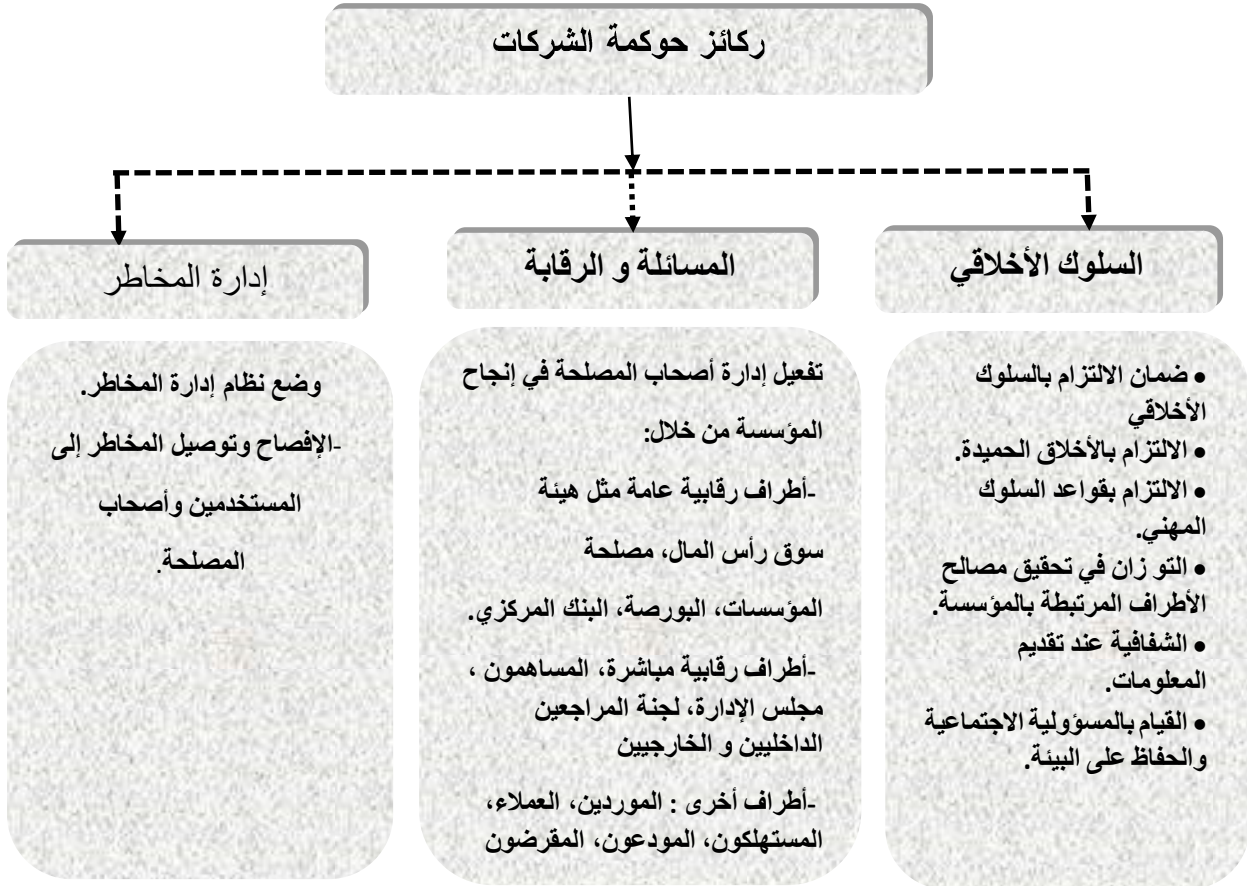 ركائز حوكمة الشركات
السلوك الأخلاقي
• ضمان الالتزام بالسلوك
الأخلاقي
• الالتزام بالأخلاق الحميدة.
• الالتزام بقواعد السلوك
المهني.
• التو زان في تحقيق مصالح
الأطراف المرتبطة بالمؤسسة.
• الشفافية عند تقديم
المعلومات.
• القيام بالمسؤولية الاجتماعية
والحفاظ على البيئة.
المسائلة و الرقابة
تفعيل إدارة أصحاب المصلحة في إنجاح
المؤسسة من خلال:
-أطراف رقابية عامة مثل هيئة
سوق رأس المال، مصلحة
المؤسسات، البورصة، البنك المركزي.
-أطراف رقابية مباشرة، المساهمون ،
مجلس الإدارة، لجنة المراجعين
الداخليين و الخارجيين
-أطراف أخرى : الموردين، العملاء،
المستهلكون، المودعون، المقرضون
إدارة المخاطر
وضع نظام إدارة المخاطر.
-الإفصاح وتوصيل المخاطر إلى
المستخدمين وأصحاب
المصلحة.